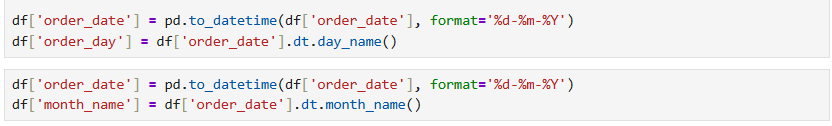 df['order_date'] = pd.to_datetime(df['order_date'], format='%d-%m-%Y')
df['order_day'] = df['order_date'].dt.day_name()
df['order_date'] = pd.to_datetime(df['order_date'], format='%d-%m-%Y')
df['month_name'] = df['order_date'].dt.month_name()